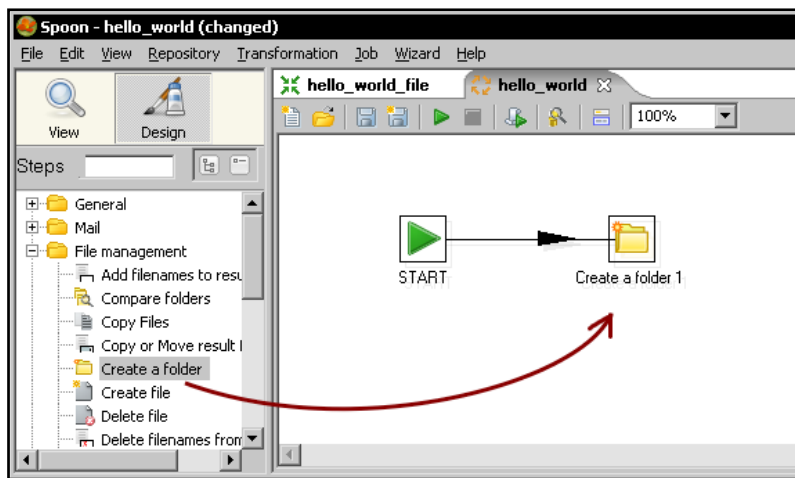 Spoon - hello_world (changed)
File Edit View Repository Transformation Job Wizard Help
View Design
hello_world_file hello_world
100%
Steps
General
Mail
File management
Add filenames to resu
Compare folders
Copy Files
Copy or Move result
Create a folder
Create file
Delete file
Delete filenames from
START Create a folder 1